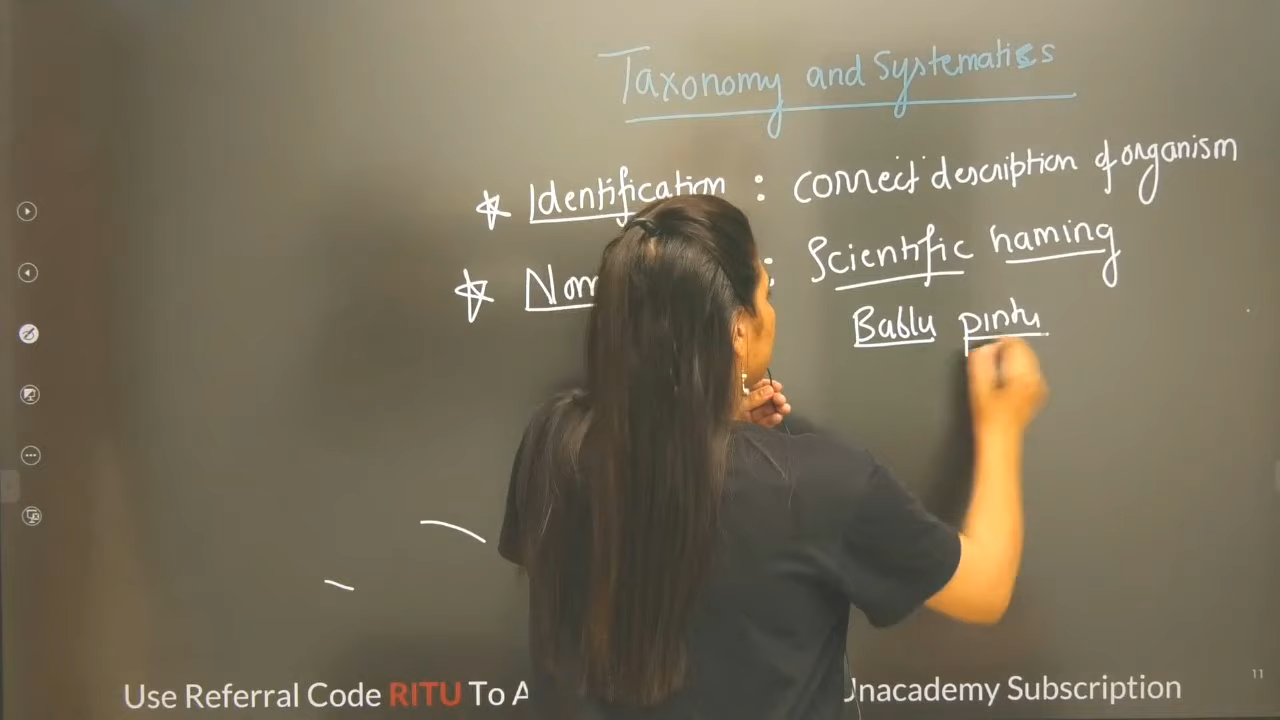 Taxonomy and Systematics
Identification : correct description of organism
: Scientific naming
Bablu pintu
Use Referral Code RITU To Unacademy Subscription
11